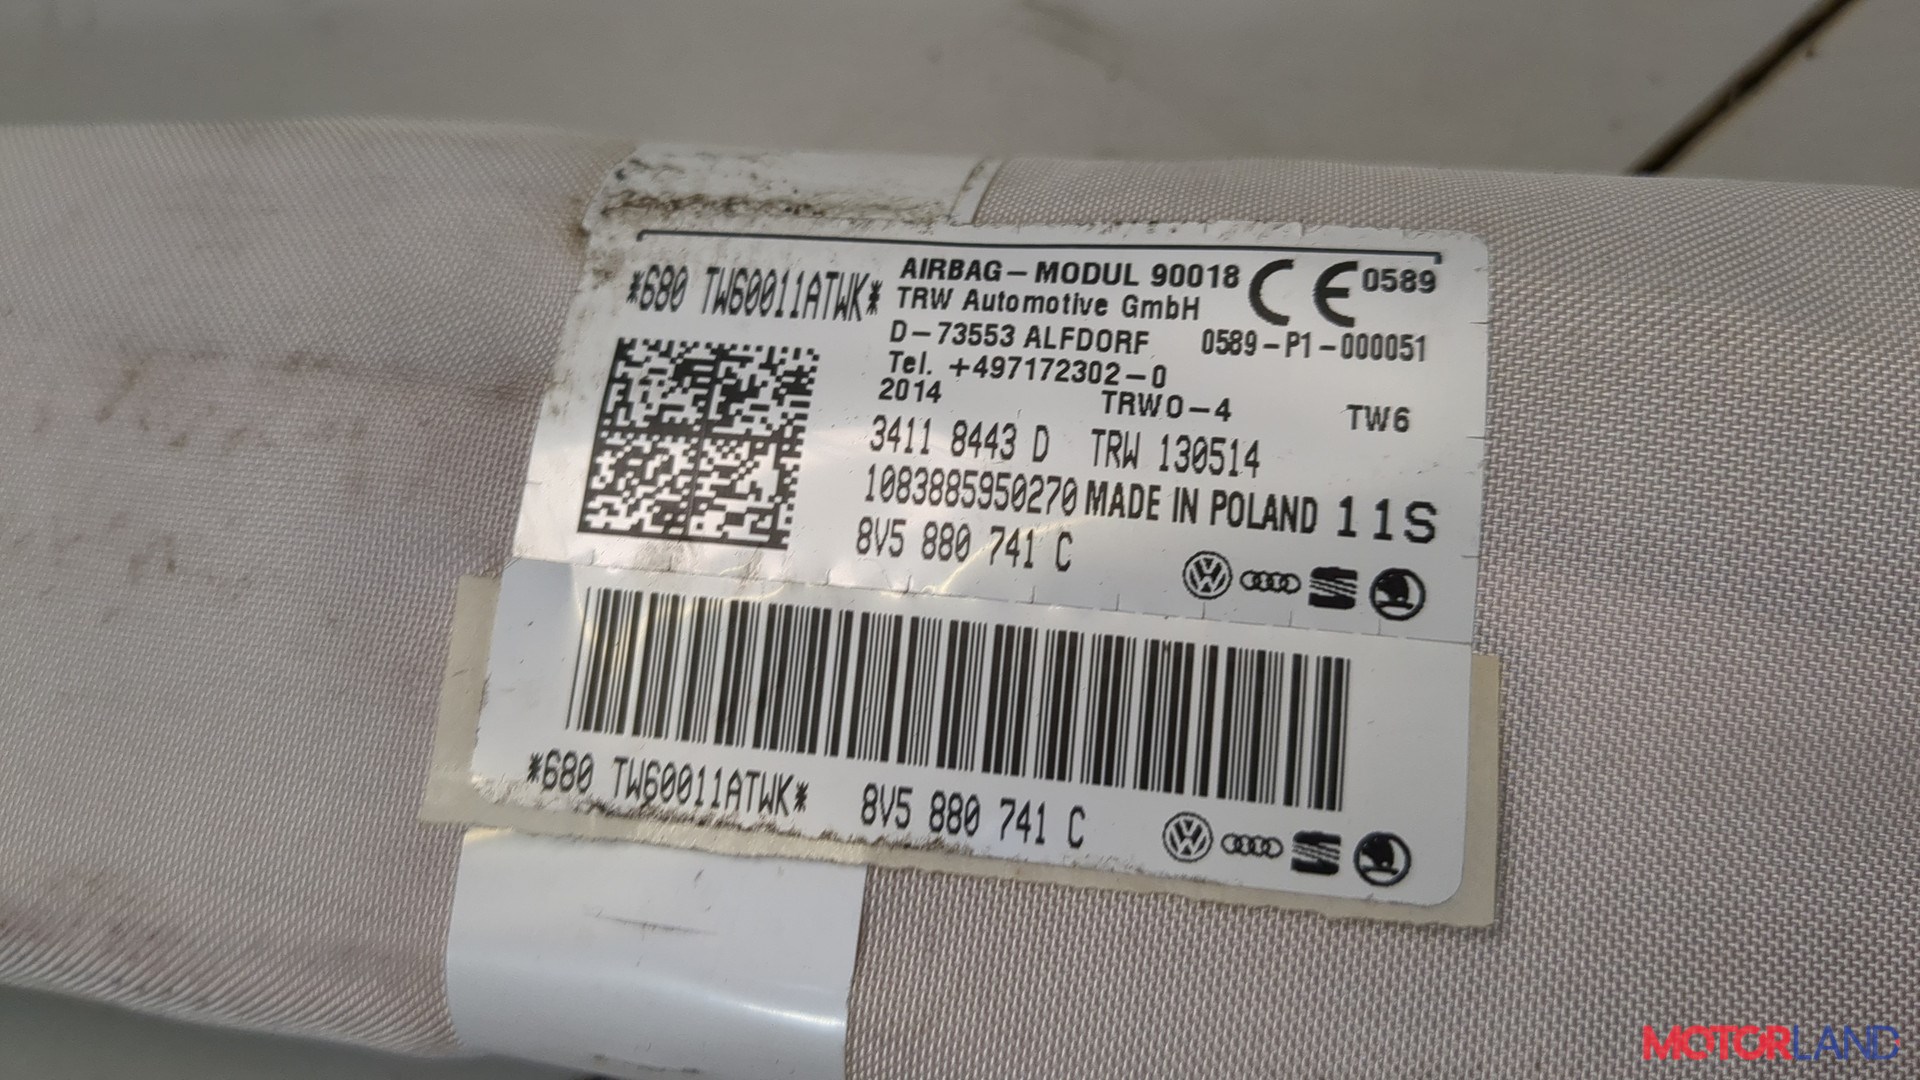 *680 TW60011ATWK*
AIRBAG-MODUL 90018 CE 0589
TRW Automotive GmbH
D-73553 ALFDORF 0589-P1-000051
Tel. +497172302-0
2014 TRWO-4 TW6
3411 8443 D TRW 130514
1083885950270 MADE IN POLAND 11S
8V5 880 741 C
*680 TW60011ATWK* 8V5 880 741 C
MOTORLAND